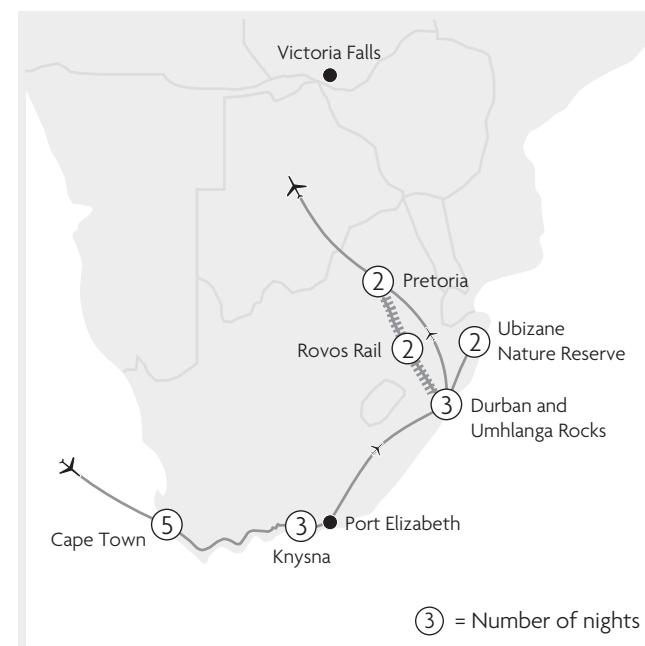 Victoria Falls
2
Pretoria
Rovos Rail
2
2
Ubizane
Nature Reserve
3
Durban and
Umhlanga Rocks
Cape Town
5
3
Knysna
Port Elizabeth
3 = Number of nights